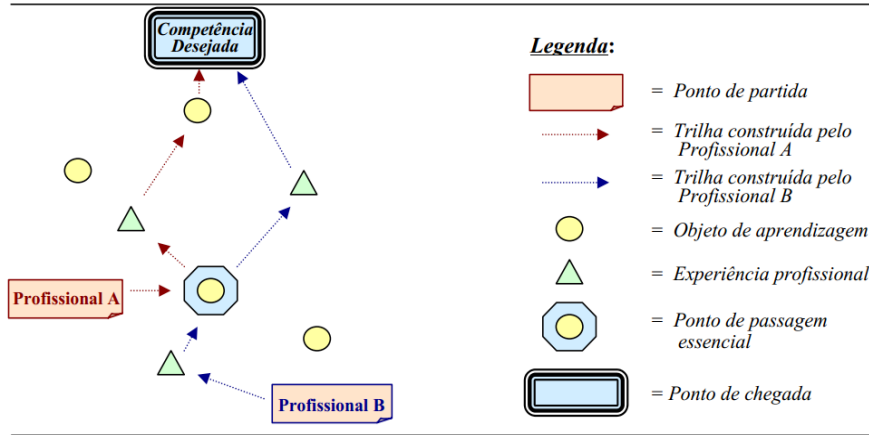 Competência
Desejada
Profissional A
Profissional B
Legenda:
= Ponto de partida
= Trilha construída pelo
Profissional A
= Trilha construída pelo
Profissional B
= Objeto de aprendizagem
= Experiência profissional
= Ponto de passagem
essencial
= Ponto de chegada